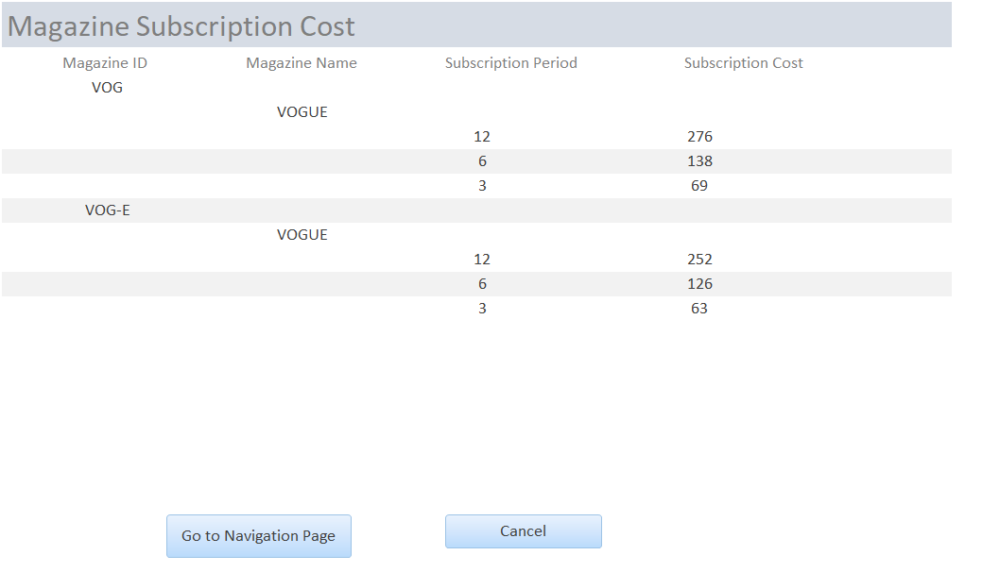 Magazine Subscription Cost
Magazine ID Magazine Name Subscription Period Subscription Cost
VOG
VOGUE
12 276
6 138
3 69
VOG-E
VOGUE
12 252
6 126
3 63
Go to Navigation Page Cancel